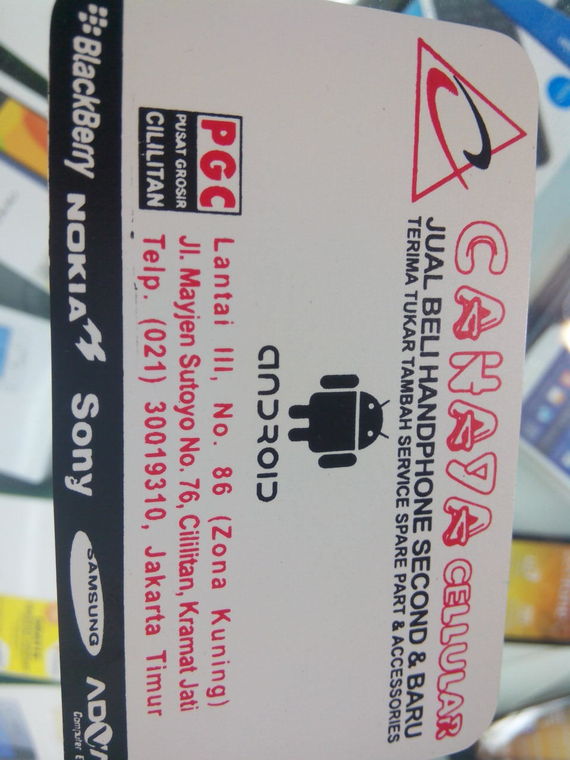 CAHAYA CELLULAR
JUAL BELI HANDPHONE SECOND & BARU
TERIMA TUKAR TAMBAH SERVICE SPARE PART & ACCESSORIES
ANDROID
PGC
PUSAT GROSIR
CILILITAN
Lantai III, No. 86 (Zona Kuning)
Jl. Mayjen Sutoyo No. 76, Cililitan, Kramat Jati
Telp. (021) 30019310, Jakarta Timur
BlackBerry NOKIA Sony SAMSUNG
Computer